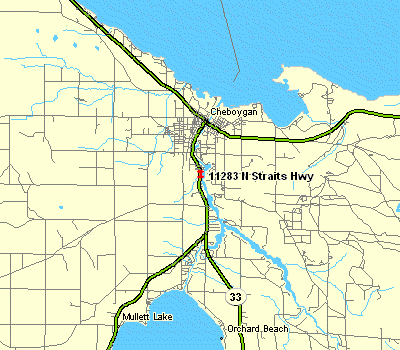 Cheboygan
11283 N Straits Hwy
33
Mullett Lake
Orchard Beach